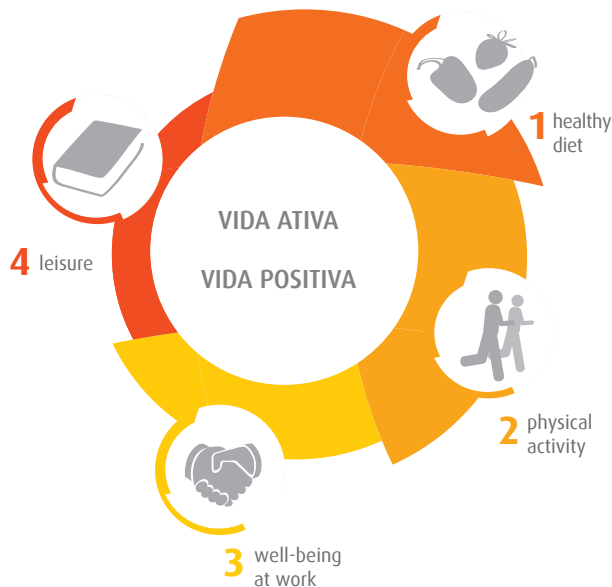 VIDA ATIVA
VIDA POSITIVA
1 healthy
diet
2 physical
activity
3 well-being
at work
4 leisure